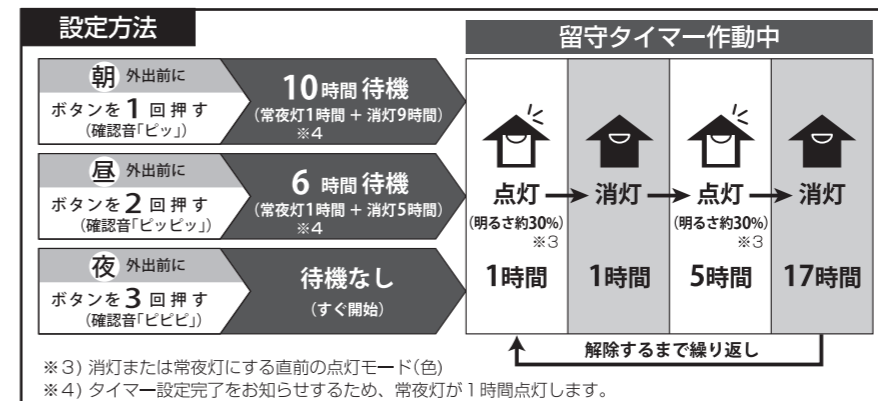 設定方法
留守タイマー作動中
朝 外出前に
ボタンを1回押す
(確認音「ピッ」)
10時間待機
(常夜灯1時間 + 消灯9時間)
※4
昼 外出前に
ボタンを2回押す
(確認音「ピッピッ」)
6時間待機
(常夜灯1時間 + 消灯5時間)
※4
夜 外出前に
ボタンを3回押す
(確認音「ピピピ」)
待機なし
(すぐ開始)
点灯 消灯 点灯 消灯
(明るさ約30%) (明るさ約30%)
※3 ※3
1時間 1時間 5時間 17時間
解除するまで繰り返し
※3) 消灯または常夜灯にする直前の点灯モード(色)
※4) タイマー設定完了をお知らせするため、常夜灯が1時間点灯します。